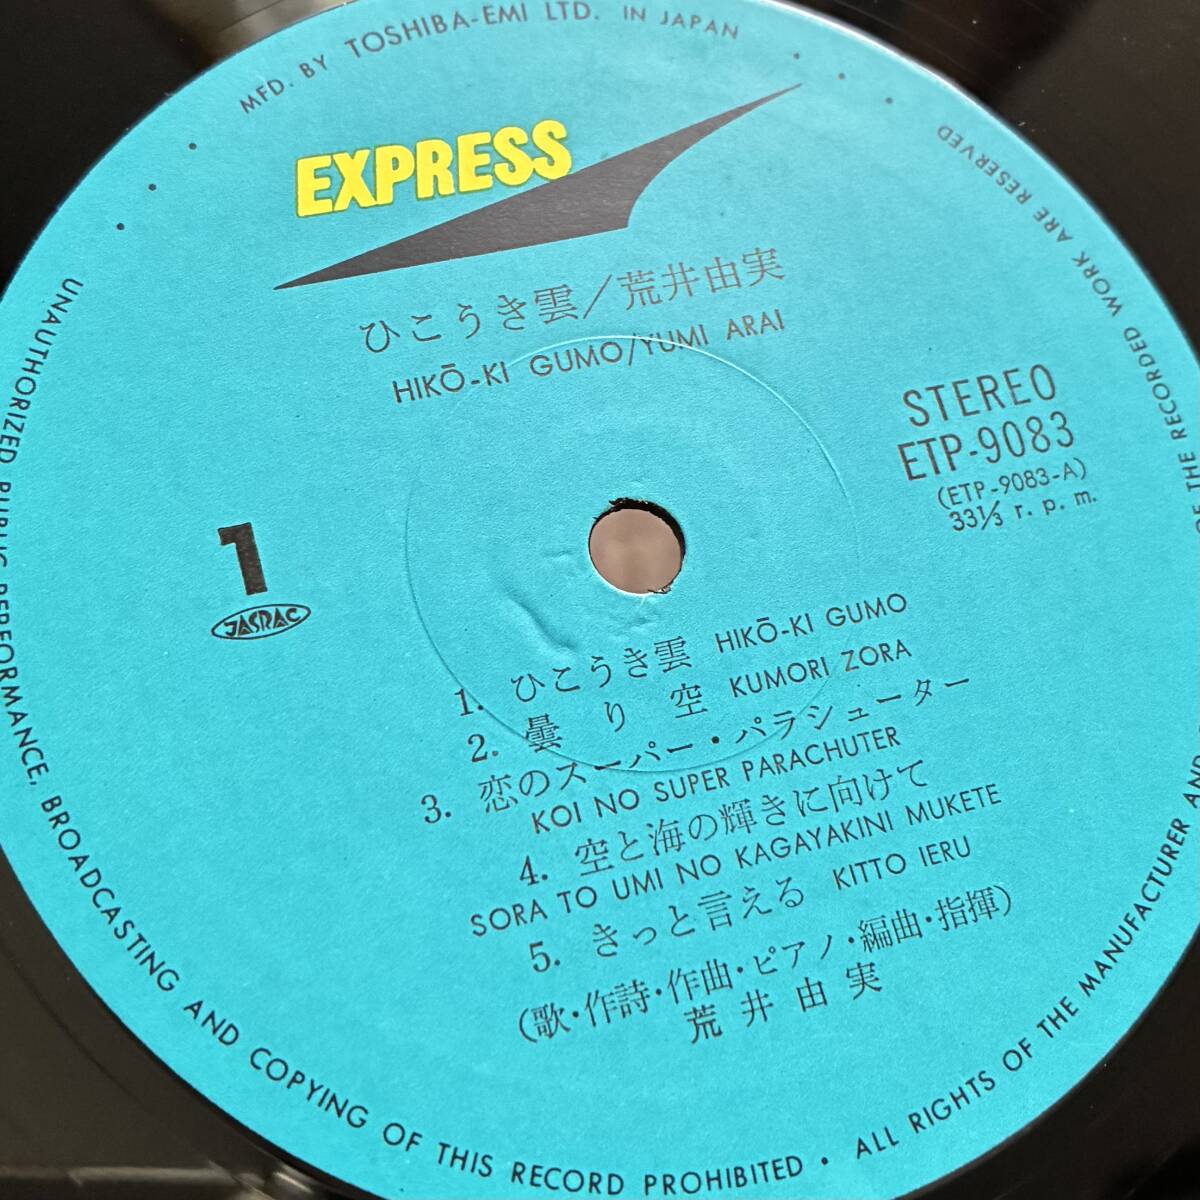 MFD. BY TOSHIBA-EMI LTD. IN JAPAN
EXPRESS
ひこうき雲/荒井由実
HIKŌ-KI GUMO/YUMI ARAI
STEREO
ETP-9083
(ETP-9083-A)
33⅓ r. p. m.
1
JASRAC
1. ひこうき雲 HIKŌ-KI GUMO
2. 曇り空 KUMORI ZORA
3. 恋のスーパー・パラシューター
KOI NO SUPER PARACHUTER
4. 空と海の輝きに向けて
SORA TO UMI NO KAGAYAKINI MUKETE
5. きっと言える KITTO IERU
(歌・作詩・作曲・ピアノ・編曲・指揮)
荒井由実
UNAUTHORIZED PUBLIC PERFORMANCE, BROADCASTING AND COPYING OF THIS RECORD PROHIBITED • ALL RIGHTS OF THE MANUFACTURER AND THE RECORDED WORK ARE RESERVED